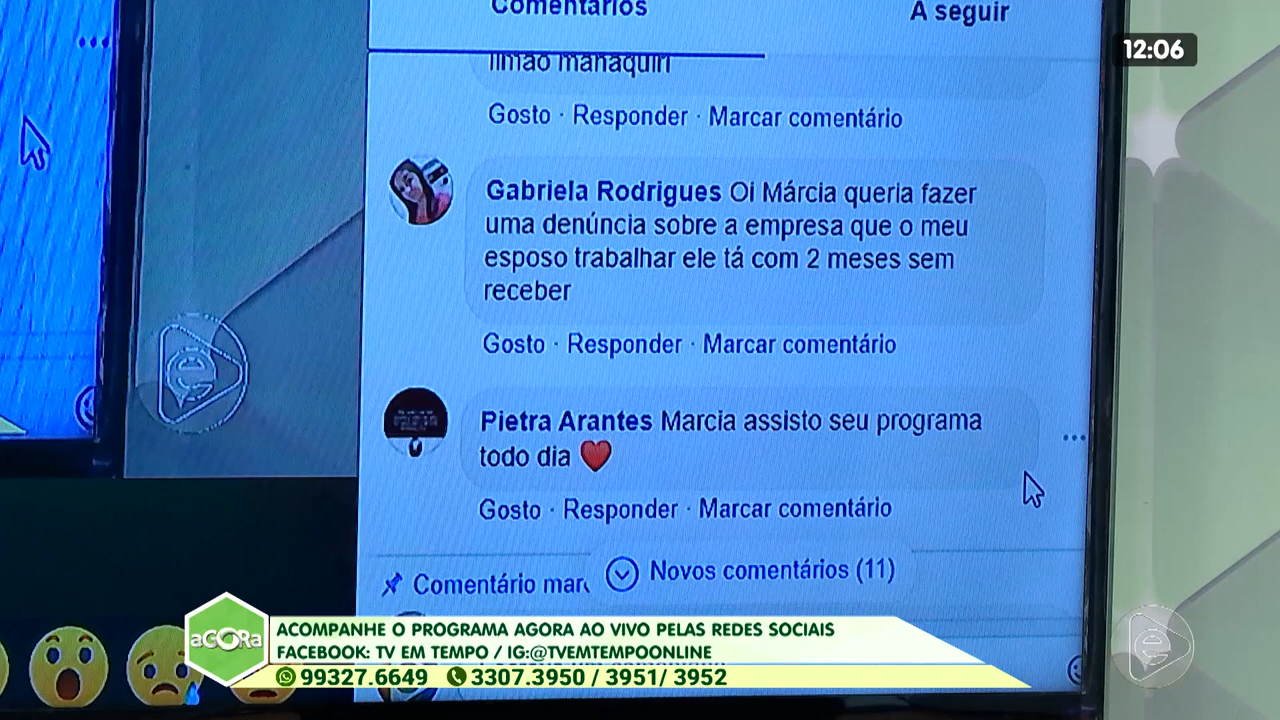 Comentários
A seguir
12:06
limão manaquiri
Gosto · Responder · Marcar comentário
Gabriela Rodrigues Oi Márcia queria fazer
uma denúncia sobre a empresa que o meu
esposo trabalhar ele tá com 2 meses sem
receber
Gosto · Responder · Marcar comentário
Pietra Arantes Marcia assisto seu programa
todo dia ❤
Gosto · Responder · Marcar comentário
Novos comentários (11)
Comentário
aGORa
ACOMPANHE O PROGRAMA AGORA AO VIVO PELAS REDES SOCIAIS
FACEBOOK: TV EM TEMPO / IG:@TVEMTEMPOONLINE
99327.6649 3307.3950 / 3951/ 3952